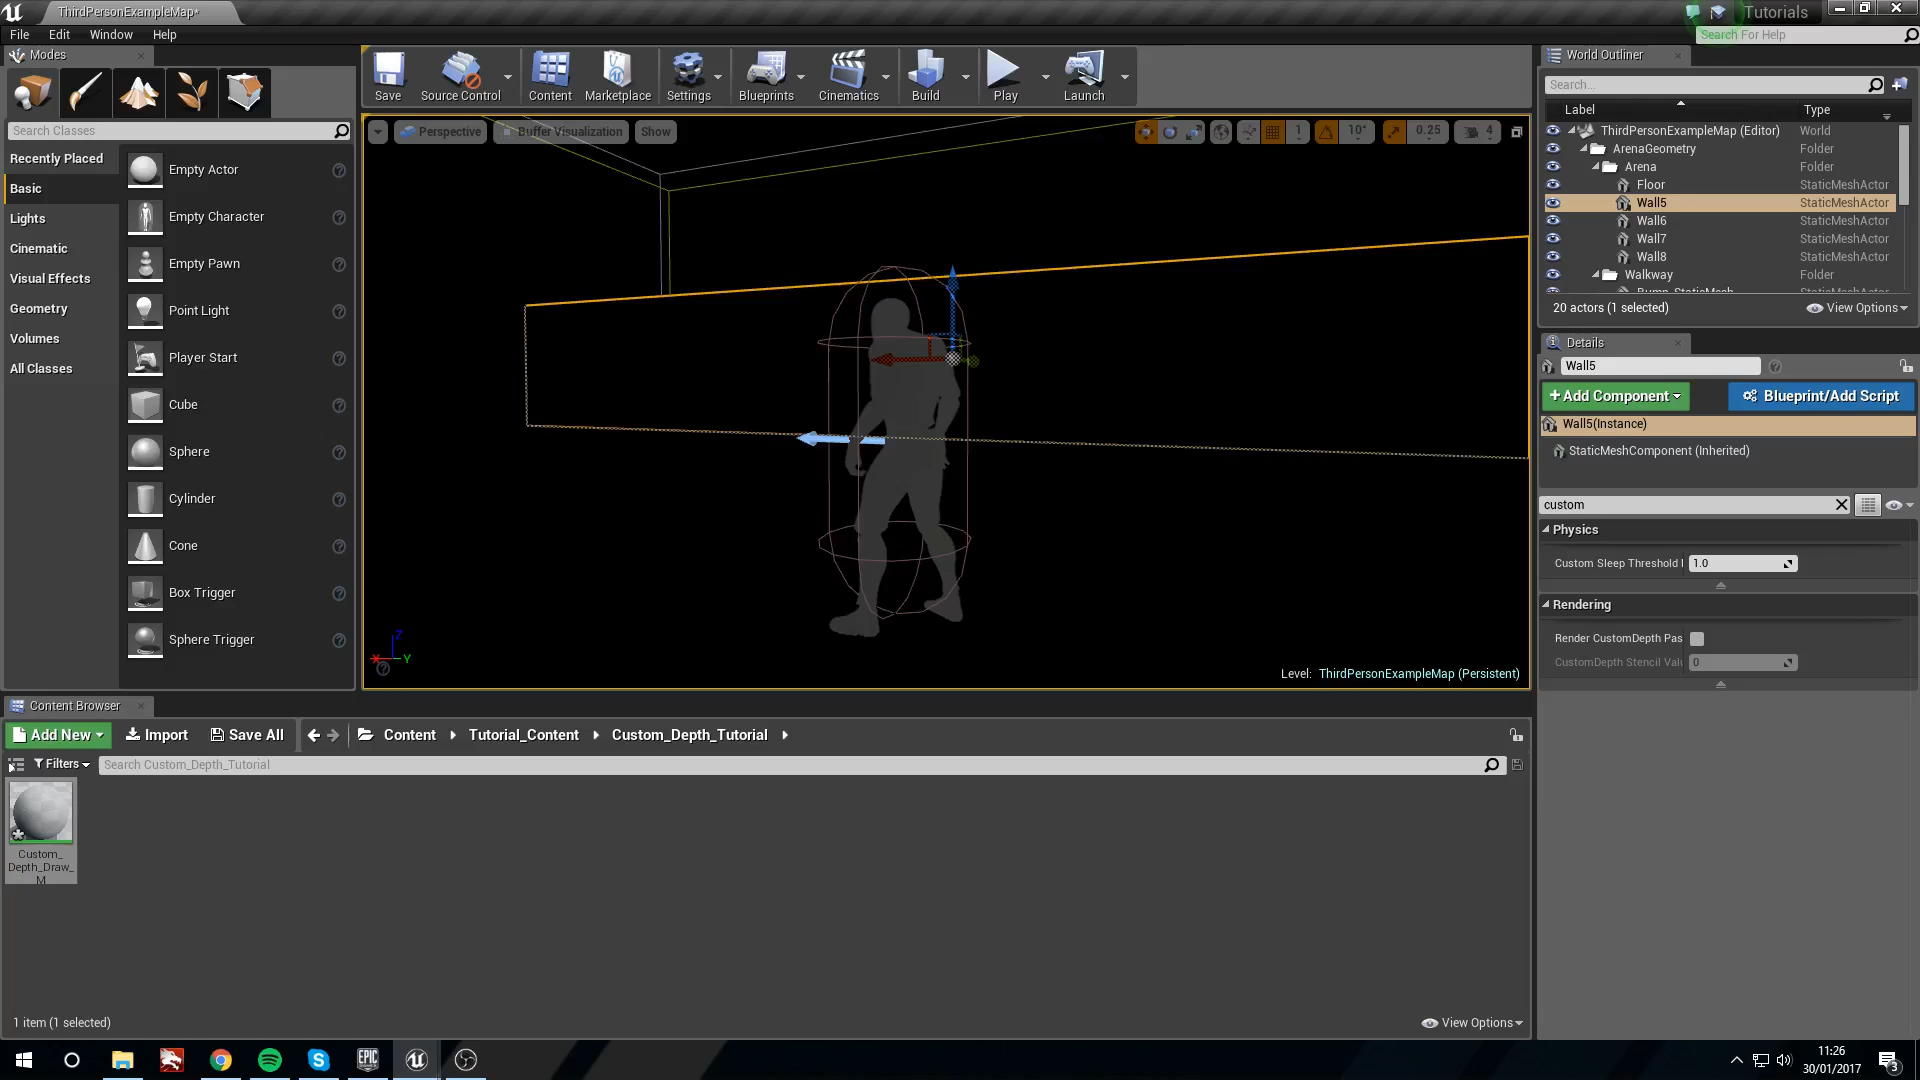 ThirdPersonExampleMap*
Tutorials
File Edit Window Help
Search For Help
Modes
Save
Source Control
Content
Marketplace
Settings
Blueprints
Cinematics
Build
Play
Launch
World Outliner
Search...
Label Type
ThirdPersonExampleMap (Editor) World
ArenaGeometry Folder
Arena Folder
Floor StaticMeshActor
Wall5 StaticMeshActor
Wall6 StaticMeshActor
Wall7 StaticMeshActor
Wall8 StaticMeshActor
Walkway Folder
20 actors (1 selected)
View Options
Search Classes
Recently Placed
Basic
Lights
Cinematic
Visual Effects
Geometry
Volumes
All Classes
Empty Actor
Empty Character
Empty Pawn
Point Light
Player Start
Cube
Sphere
Cylinder
Cone
Box Trigger
Sphere Trigger
Perspective
Buffer Visualization
Show
1
10°
0.25
4
Z
X
Y
Level: ThirdPersonExampleMap (Persistent)
Details
Wall5
+Add Component
Blueprint/Add Script
Wall5(Instance)
StaticMeshComponent (Inherited)
custom
Physics
Custom Sleep Threshold 1.0
Rendering
Render CustomDepth Pas
CustomDepth Stencil Valu 0
Content Browser
Add New
Import
Save All
Content
Tutorial_Content
Custom_Depth_Tutorial
Filters
Search Custom_Depth_Tutorial
Custom_
Depth_Draw_
M
1 item (1 selected)
View Options
EPIC
GAMES
11:26
30/01/2017
3